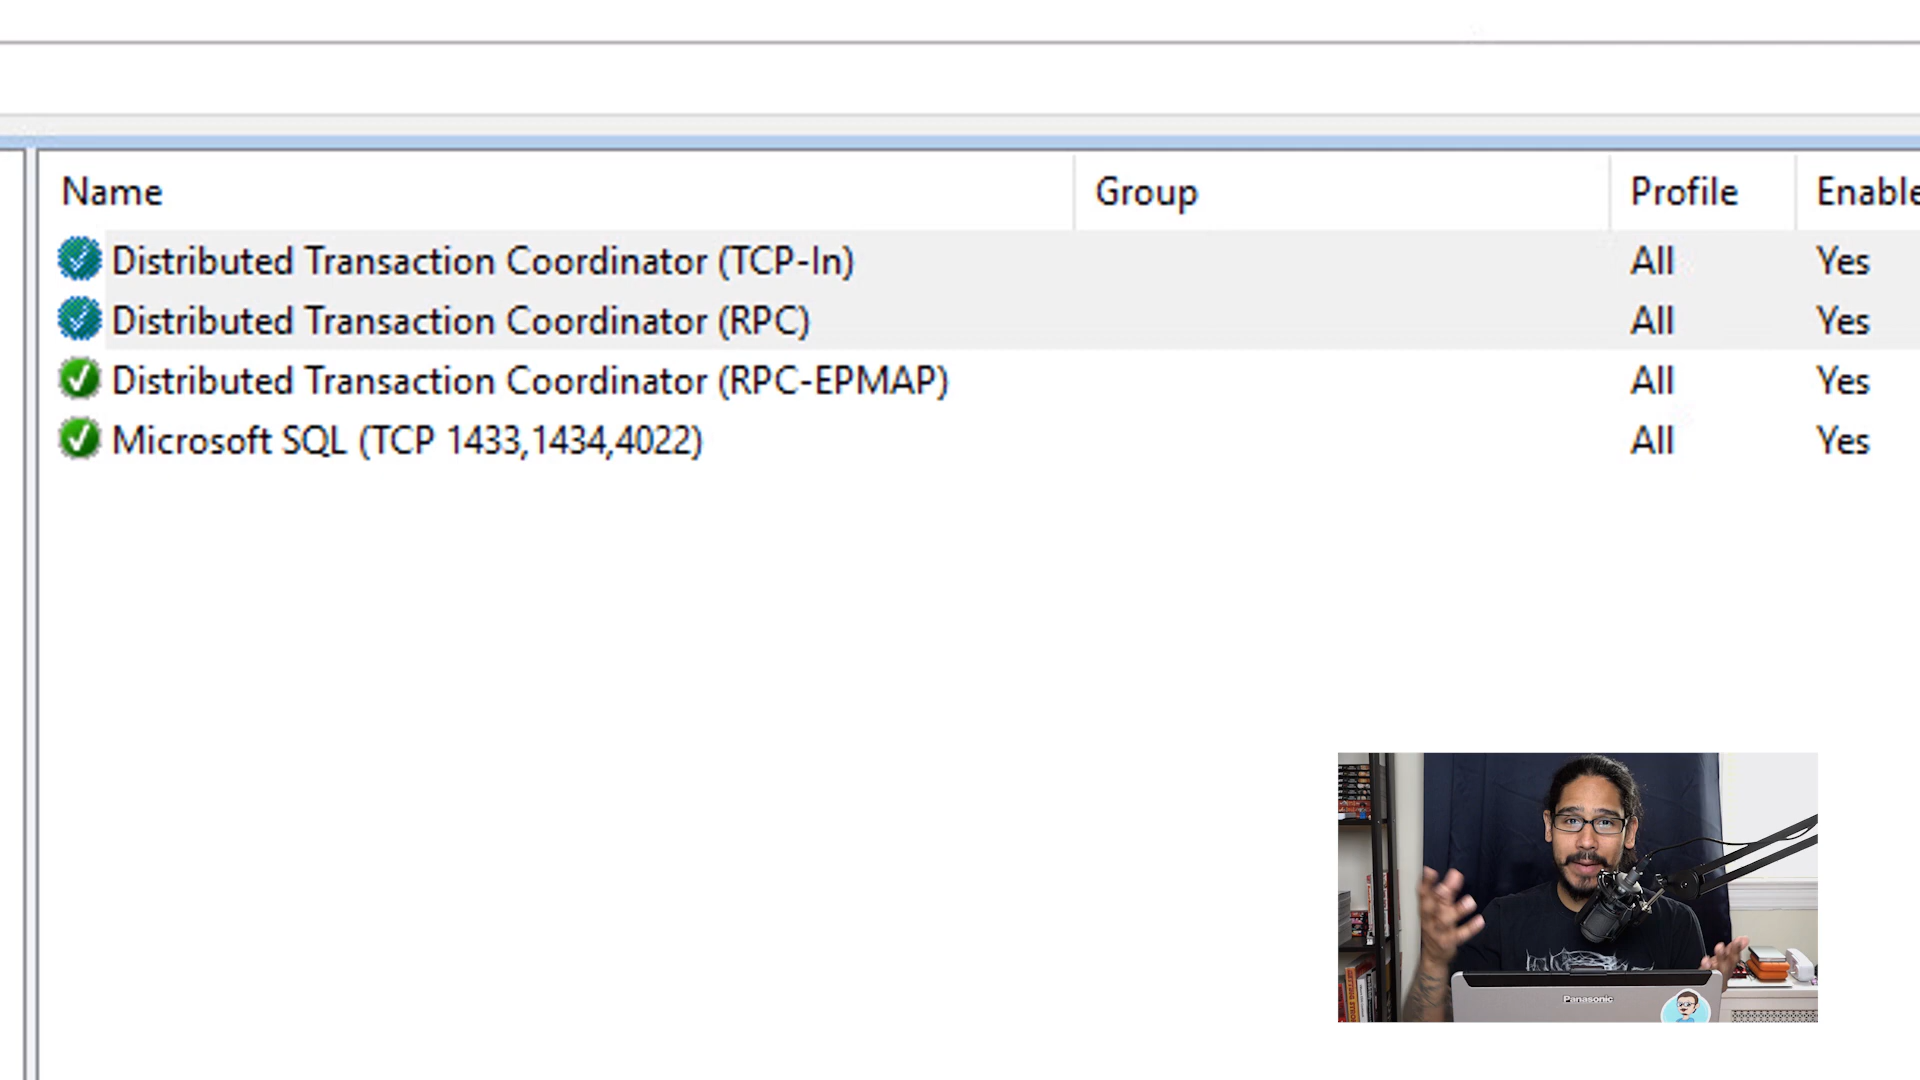 Name Group Profile Enable
Distributed Transaction Coordinator (TCP-In) All Yes
Distributed Transaction Coordinator (RPC) All Yes
Distributed Transaction Coordinator (RPC-EPMAP) All Yes
Microsoft SQL (TCP 1433,1434,4022) All Yes
Panasonic